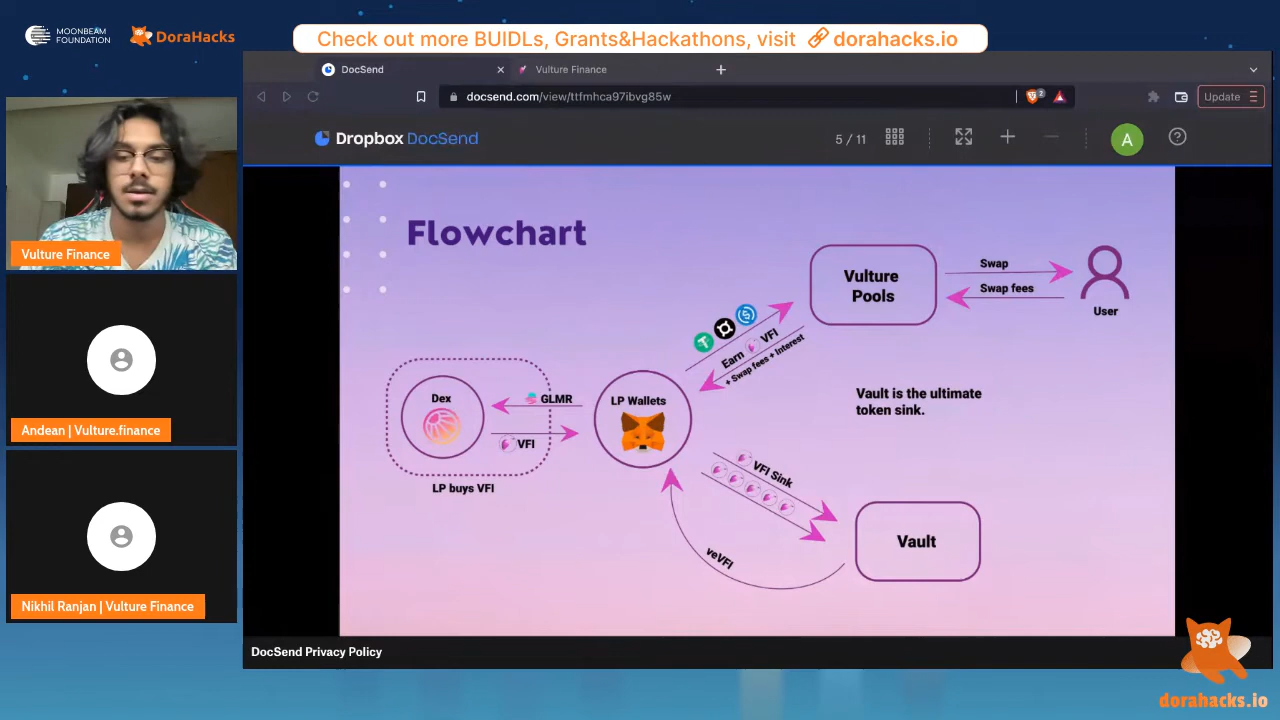 MOONBEAM
FOUNDATION
DoraHacks
Check out more BUIDLs, Grants&Hackathons, visit dorahacks.io
DocSend
Vulture Finance
docsend.com/view/ttfmhca97ibvg85w
2
Update
Dropbox DocSend
5 / 11
A
Flowchart
Vulture
Pools
Swap
Swap fees
User
Earn VFI
+ Swap fees + Interest
Vault is the ultimate
token sink.
Dex
GLMR
VFI
LP buys VFI
LP Wallets
VFI Sink
veVFI
Vault
Vulture Finance
Andean | Vulture.finance
Nikhil Ranjan | Vulture Finance
DocSend Privacy Policy
dorahacks.io